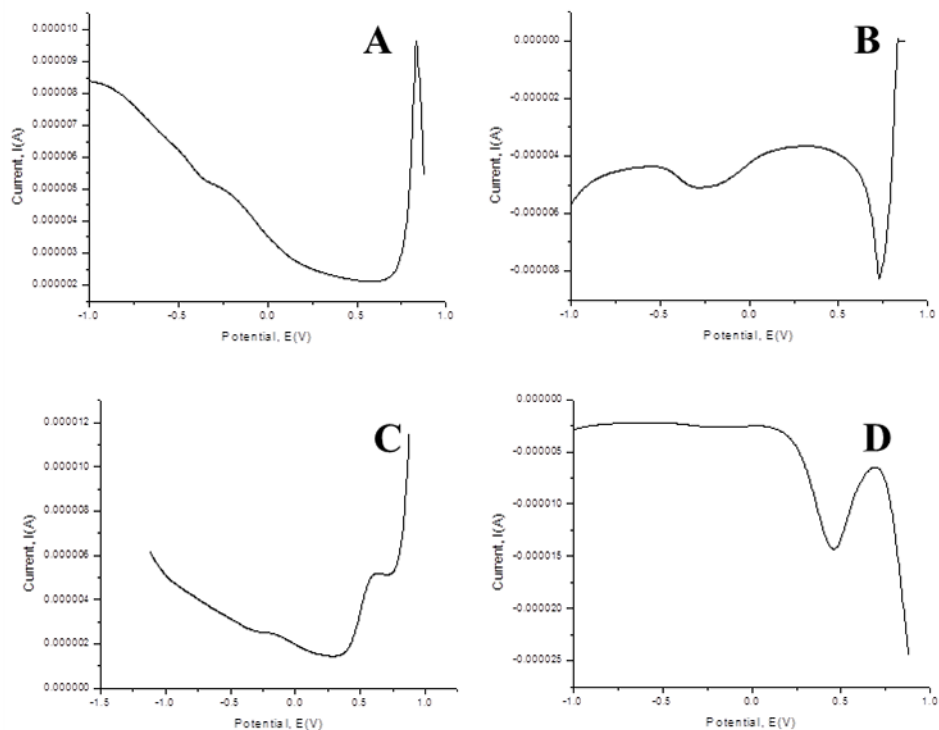 A
0.000010
0.000009
0.000008
0.000007
0.000006
0.000005
0.000004
0.000003
0.000002
Current, I(A)
-1.0 -0.5 0.0 0.5 1.0
Potential, E(V)
B
0.000000
-0.000002
-0.000004
-0.000006
-0.000008
Current, I(A)
-1.0 -0.5 0.0 0.5 1.0
Potential, E(V)
C
0.000012
0.000010
0.000008
0.000006
0.000004
0.000002
0.000000
Current, I(A)
-1.5 -1.0 -0.5 0.0 0.5 1.0
Potential, E(V)
D
0.000000
-0.000005
-0.000010
-0.000015
-0.000020
-0.000025
Current, I(A)
-1.0 -0.5 0.0 0.5 1.0
Potential, E(V)